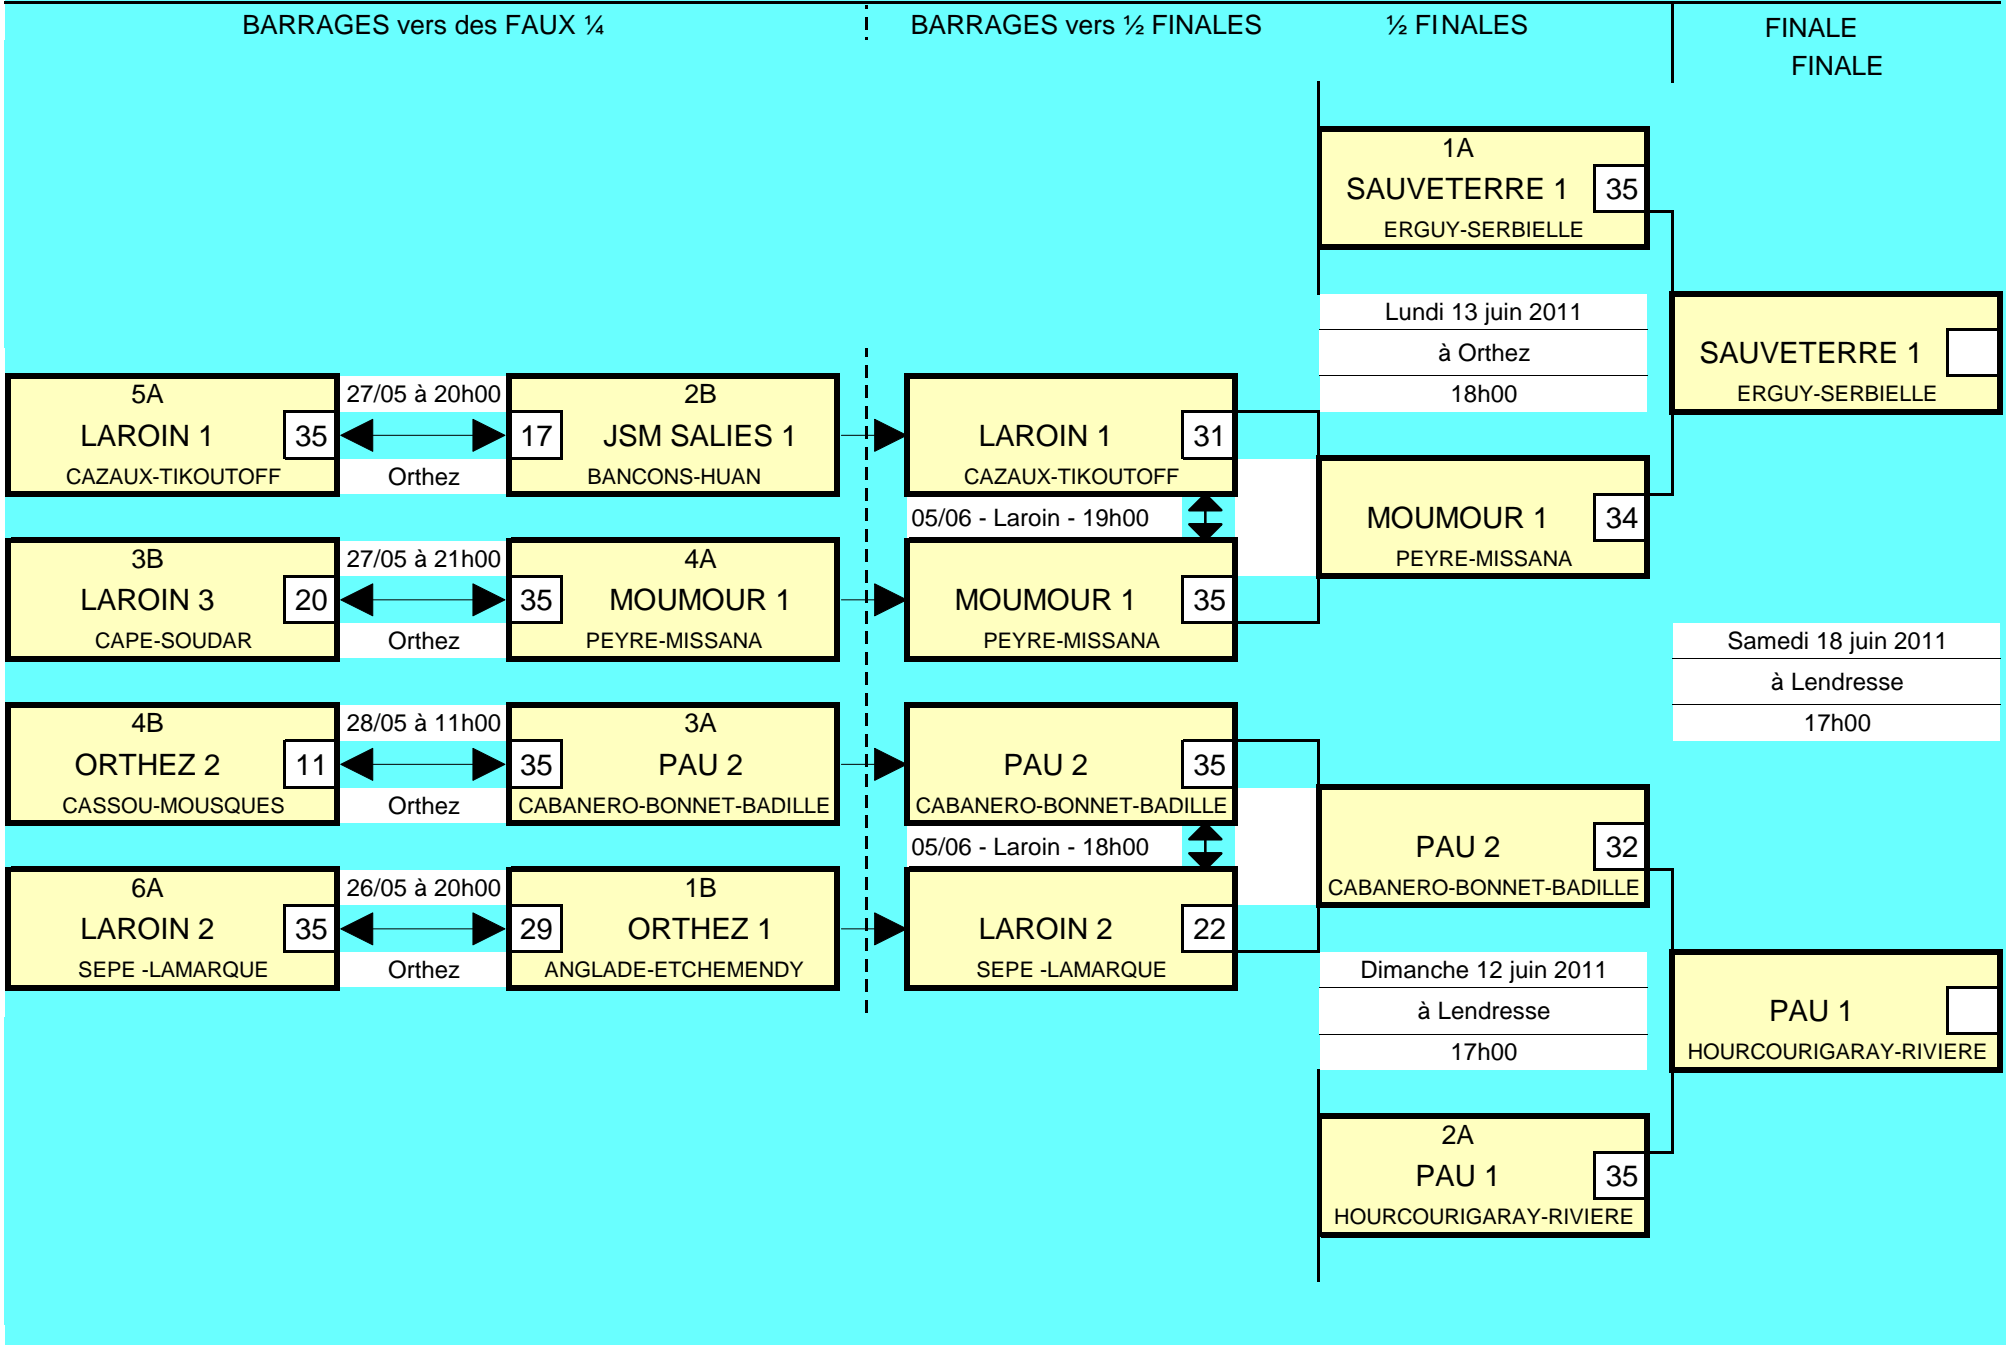 BARRAGES vers des FAUX ¼
BARRAGES vers ½ FINALES
½ FINALES
FINALE
FINALE
5A
LAROIN 1
35
CAZAUX-TIKOUTOFF
27/05 à 20h00
Orthez
2B
17
JSM SALIES 1
BANCONS-HUAN
3B
LAROIN 3
20
CAPE-SOUDAR
27/05 à 21h00
Orthez
4A
35
MOUMOUR 1
PEYRE-MISSANA
4B
ORTHEZ 2
11
CASSOU-MOUSQUES
28/05 à 11h00
Orthez
3A
35
PAU 2
CABANERO-BONNET-BADILLE
6A
LAROIN 2
35
SEPE -LAMARQUE
26/05 à 20h00
Orthez
1B
29
ORTHEZ 1
ANGLADE-ETCHEMENDY
LAROIN 1
31
CAZAUX-TIKOUTOFF
05/06 - Laroin - 19h00
MOUMOUR 1
35
PEYRE-MISSANA
PAU 2
35
CABANERO-BONNET-BADILLE
05/06 - Laroin - 18h00
LAROIN 2
22
SEPE -LAMARQUE
1A
SAUVETERRE 1
35
ERGUY-SERBIELLE
Lundi 13 juin 2011
à Orthez
18h00
MOUMOUR 1
34
PEYRE-MISSANA
PAU 2
32
CABANERO-BONNET-BADILLE
Dimanche 12 juin 2011
à Lendresse
17h00
2A
PAU 1
35
HOURCOURIGARAY-RIVIERE
SAUVETERRE 1
ERGUY-SERBIELLE
Samedi 18 juin 2011
à Lendresse
17h00
PAU 1
HOURCOURIGARAY-RIVIERE